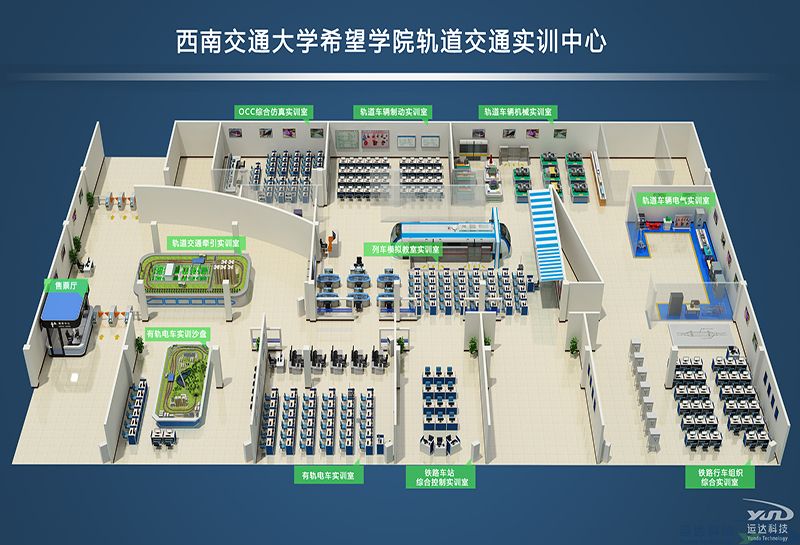 西南交通大学希望学院轨道交通实训中心
OCC综合仿真实训室
轨道车辆制动实训室
轨道车辆机械实训室
轨道车辆电气实训室
轨道交通牵引实训室
列车模拟教室实训室
售票厅
有轨电车实训沙盘
有轨电车实训室
铁路车站
综合控制实训室
铁路行车组织
综合实训室
YUND
运达科技
Yunda Technology